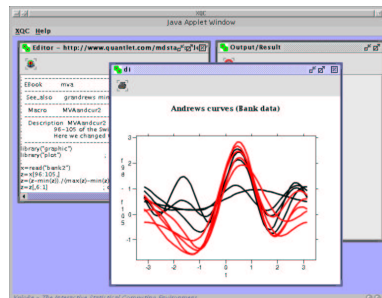 XQC
Java Applet Window
XQC Help
Editor - http://www.quantlet.com/mdsta
Output/Result
EBook mva
See_also grandrews min
Macro MVAandcur2
Description MVAandcur2
96-105 of the Swi
Here we changed
library("graphic")
library("plot")
x=read("bank2")
x=x[96:105,]
z=(x-min(x))./(max(x)-min(x
z=z[,6:1]
d1
Andrews curves (Bank data)
3
2
1
0
-1
-3 -2 -1 0 1 2 3
t